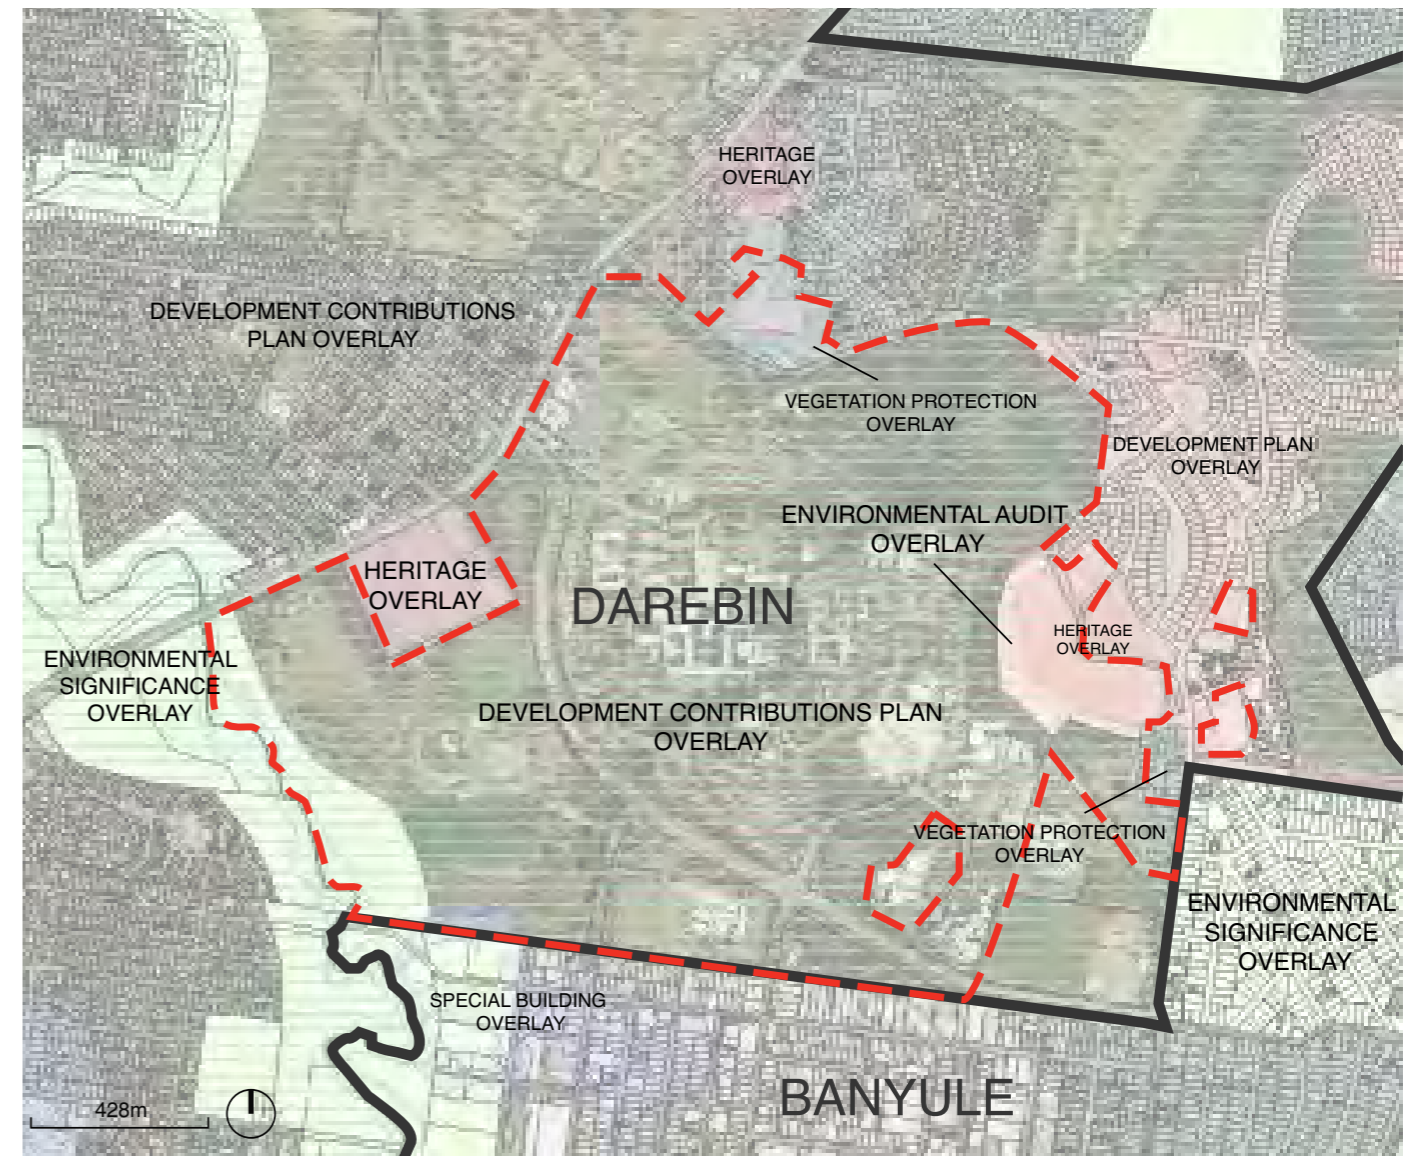 HERITAGE
OVERLAY
DEVELOPMENT CONTRIBUTIONS
PLAN OVERLAY
VEGETATION PROTECTION
OVERLAY
DEVELOPMENT PLAN
OVERLAY
ENVIRONMENTAL AUDIT
OVERLAY
HERITAGE
OVERLAY
DAREBIN
HERITAGE
OVERLAY
ENVIRONMENTAL
SIGNIFICANCE
OVERLAY
DEVELOPMENT CONTRIBUTIONS PLAN
OVERLAY
VEGETATION PROTECTION
OVERLAY
ENVIRONMENTAL
SIGNIFICANCE
OVERLAY
SPECIAL BUILDING
OVERLAY
BANYULE
428m